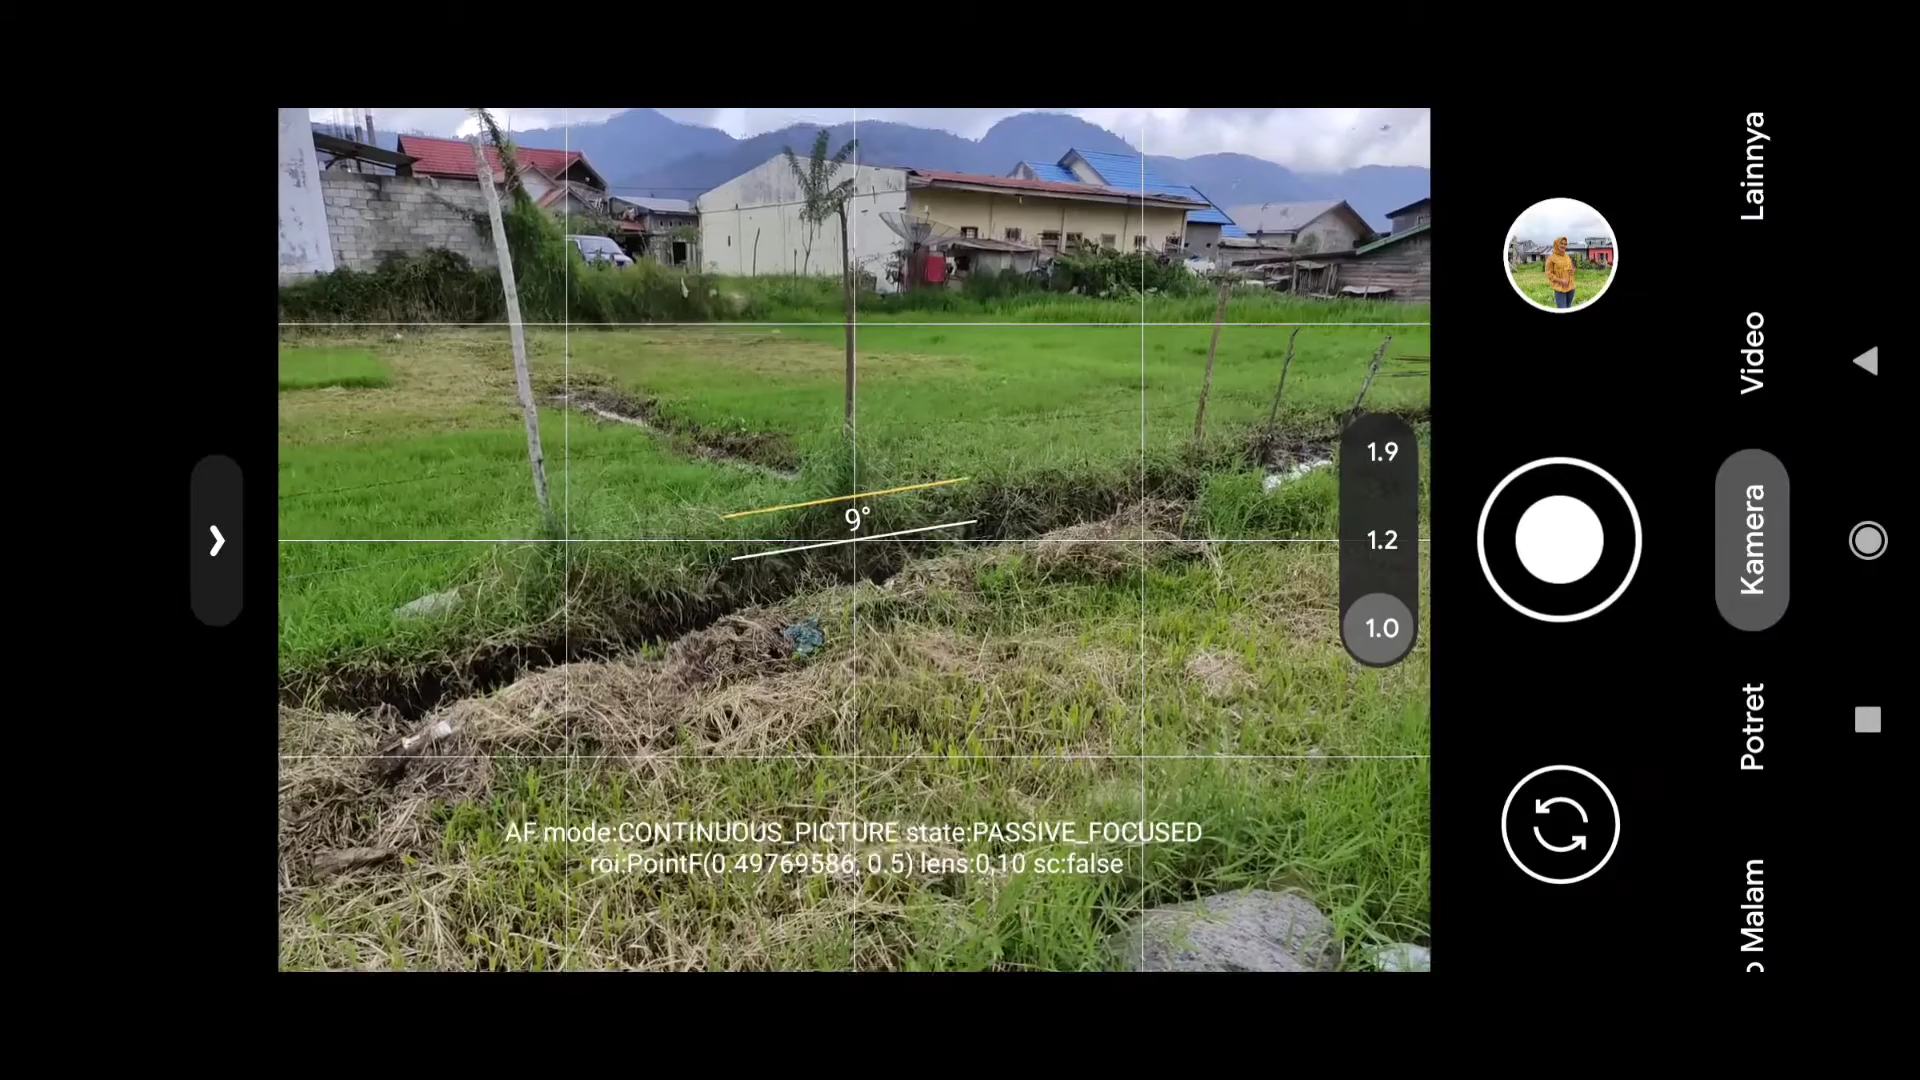 9°
1.9
1.2
1.0
AF mode:CONTINUOUS_PICTURE state:PASSIVE_FOCUSED
roi:PointF(0.49769586, 0.5) lens:0,10 sc:false
Lainnya
Video
Kamera
Potret
Malam